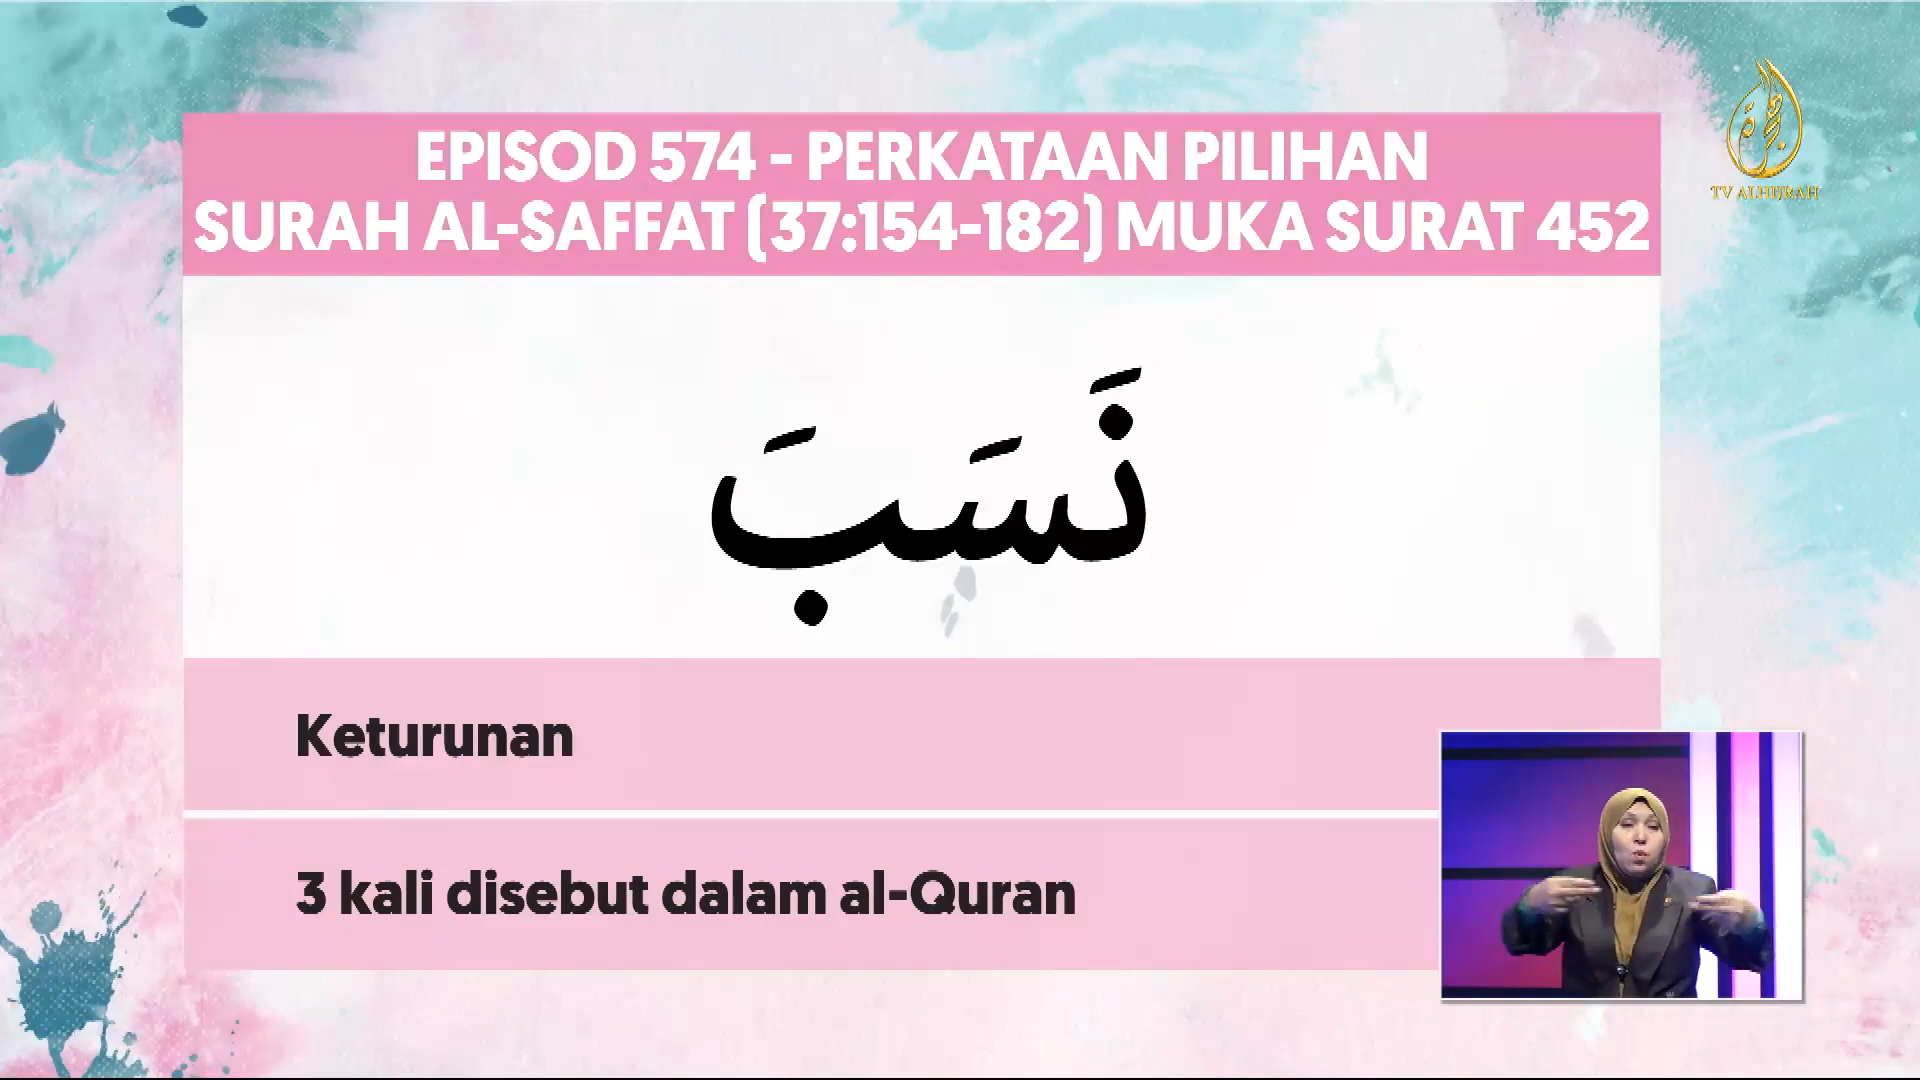 EPISOD 574 - PERKATAAN PILIHAN
SURAH AL-SAFFAT (37:154-182) MUKA SURAT 452
TV ALHIJRAH
نَسَبَ
Keturunan
3 kali disebut dalam al-Quran